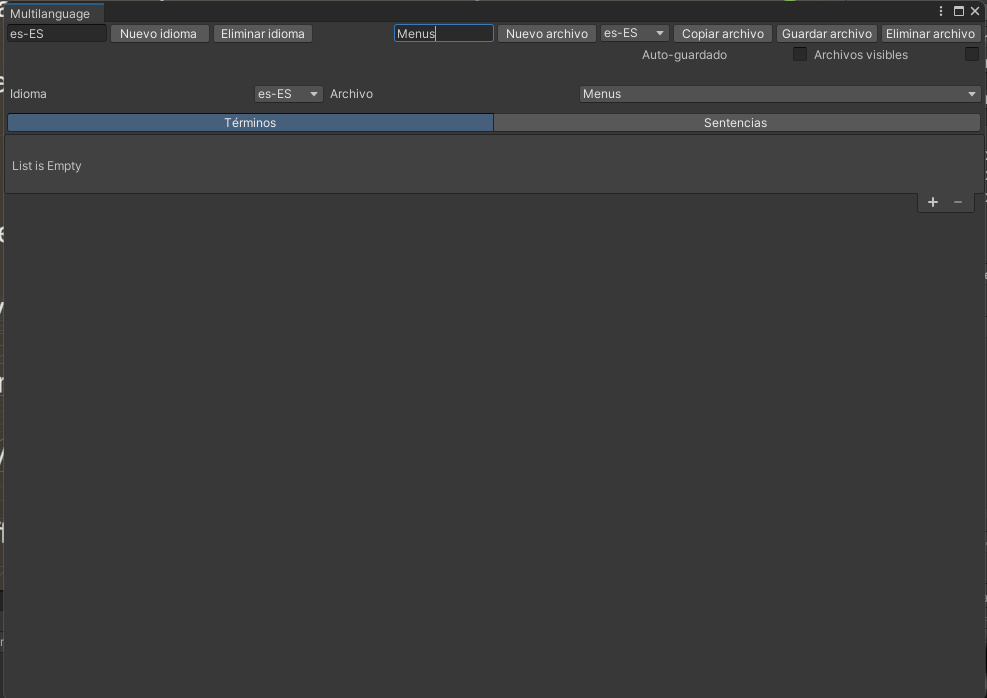 Multilanguage
es-ES Nuevo idioma Eliminar idioma Menus Nuevo archivo es-ES Copiar archivo Guardar archivo Eliminar archivo
Auto-guardado Archivos visibles
Idioma es-ES Archivo Menus
Términos Sentencias
List is Empty
+ −